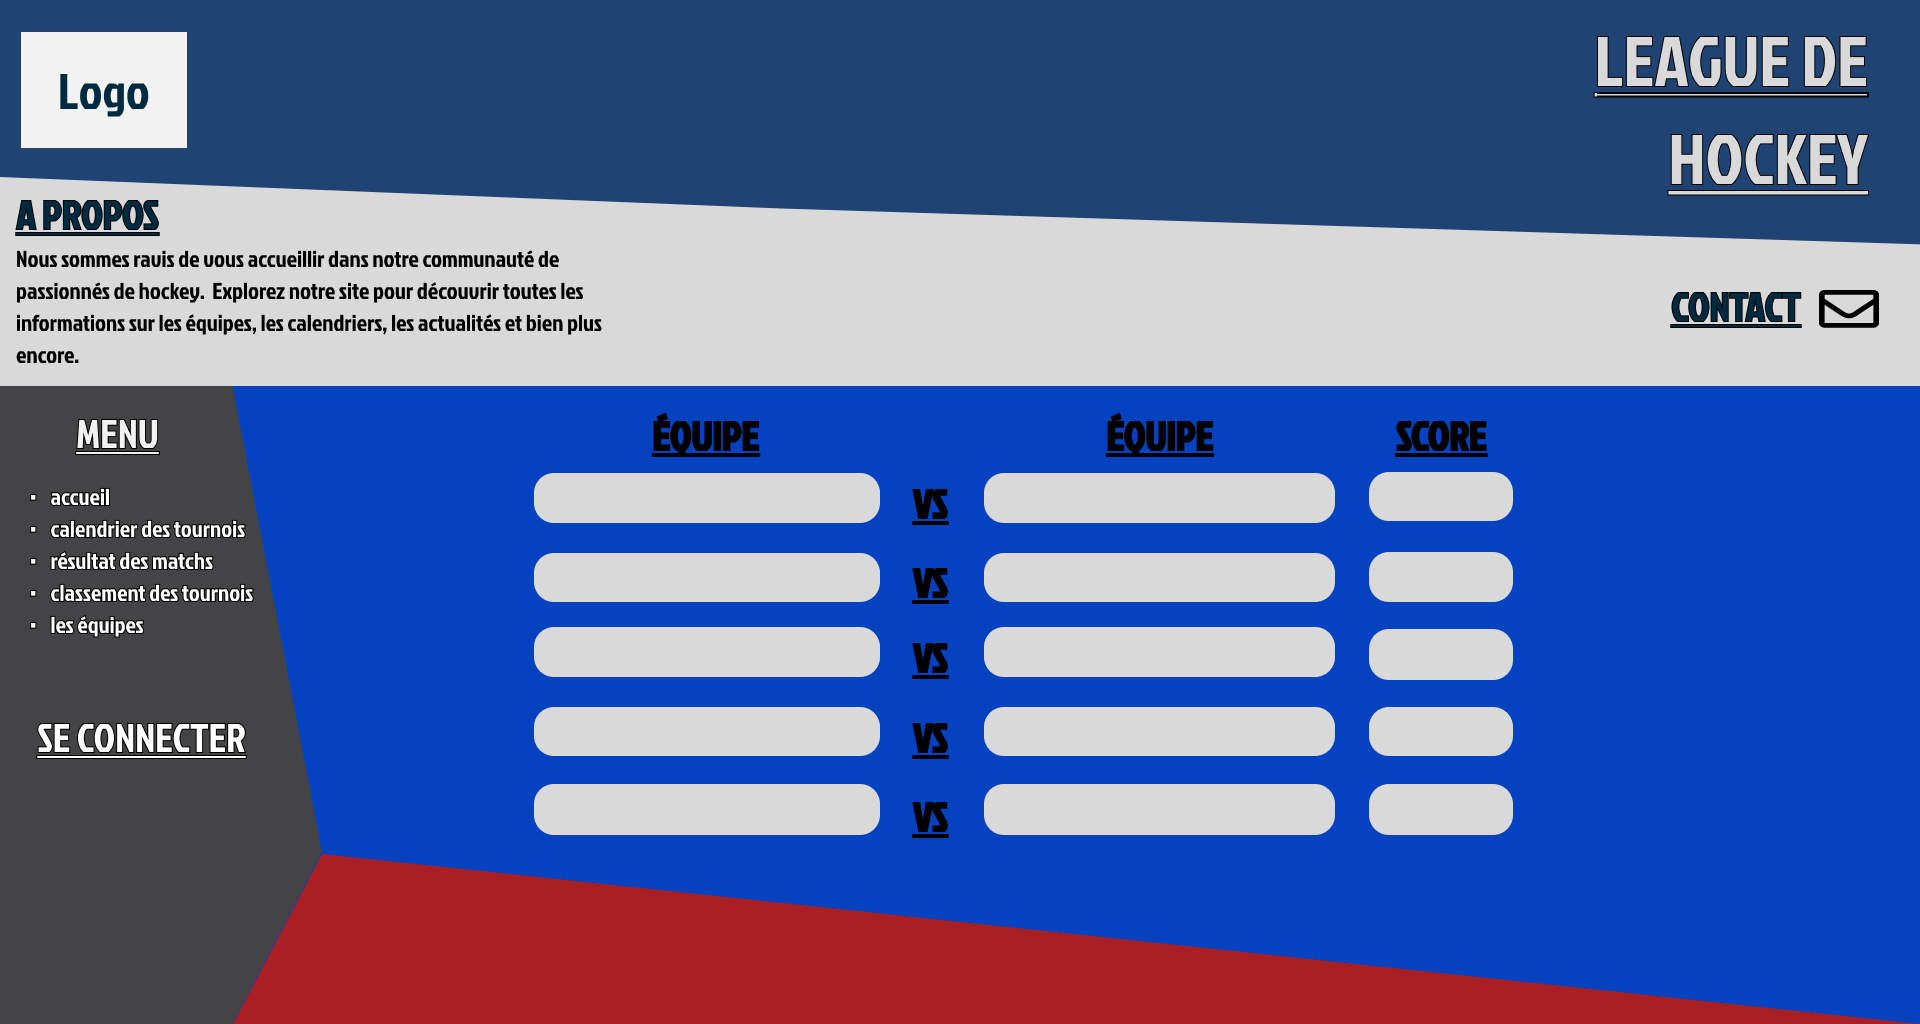 Logo
LEAGUE DE
HOCKEY
A PROPOS
Nous sommes ravis de vous accueillir dans notre communauté de
passionnés de hockey. Explorez notre site pour découvrir toutes les
informations sur les équipes, les calendriers, les actualités et bien plus
encore.
CONTACT
MENU
• accueil
• calendrier des tournois
• résultat des matchs
• classement des tournois
• les équipes
SE CONNECTER
ÉQUIPE ÉQUIPE SCORE
VS
VS
VS
VS
VS